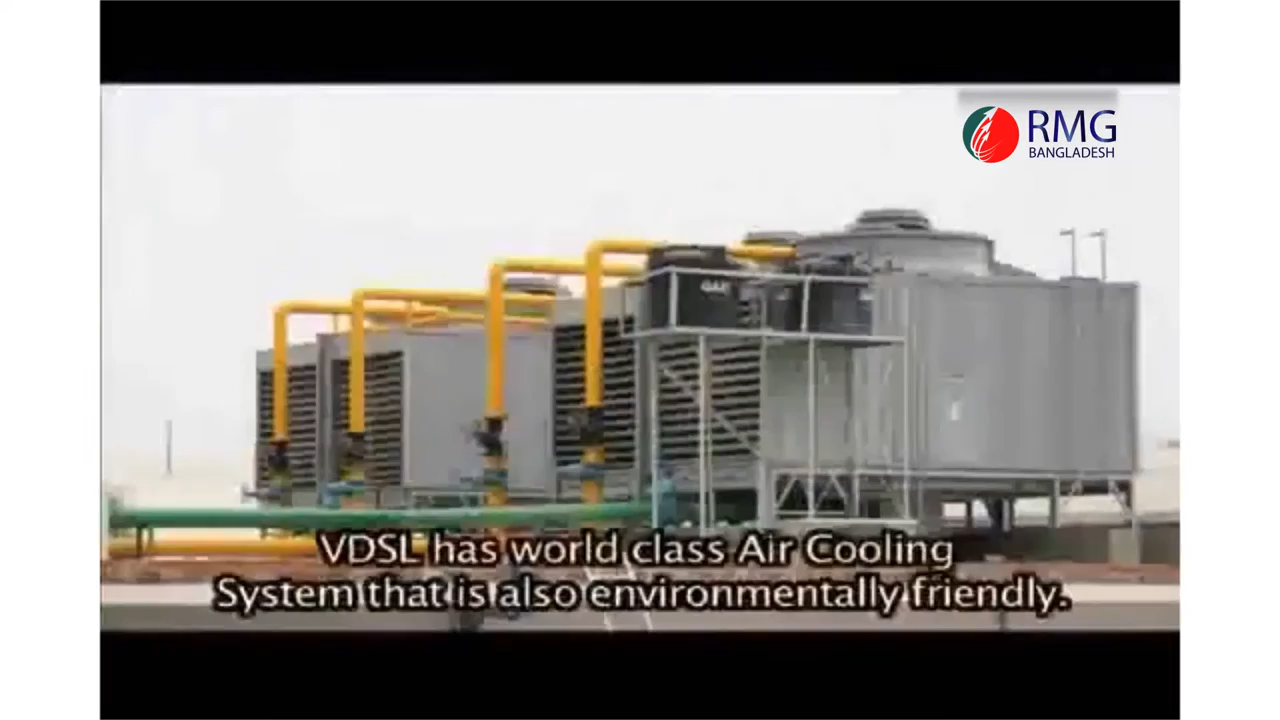 RMG
BANGLADESH
VDSL has world class Air Cooling
System that is also environmentally friendly.